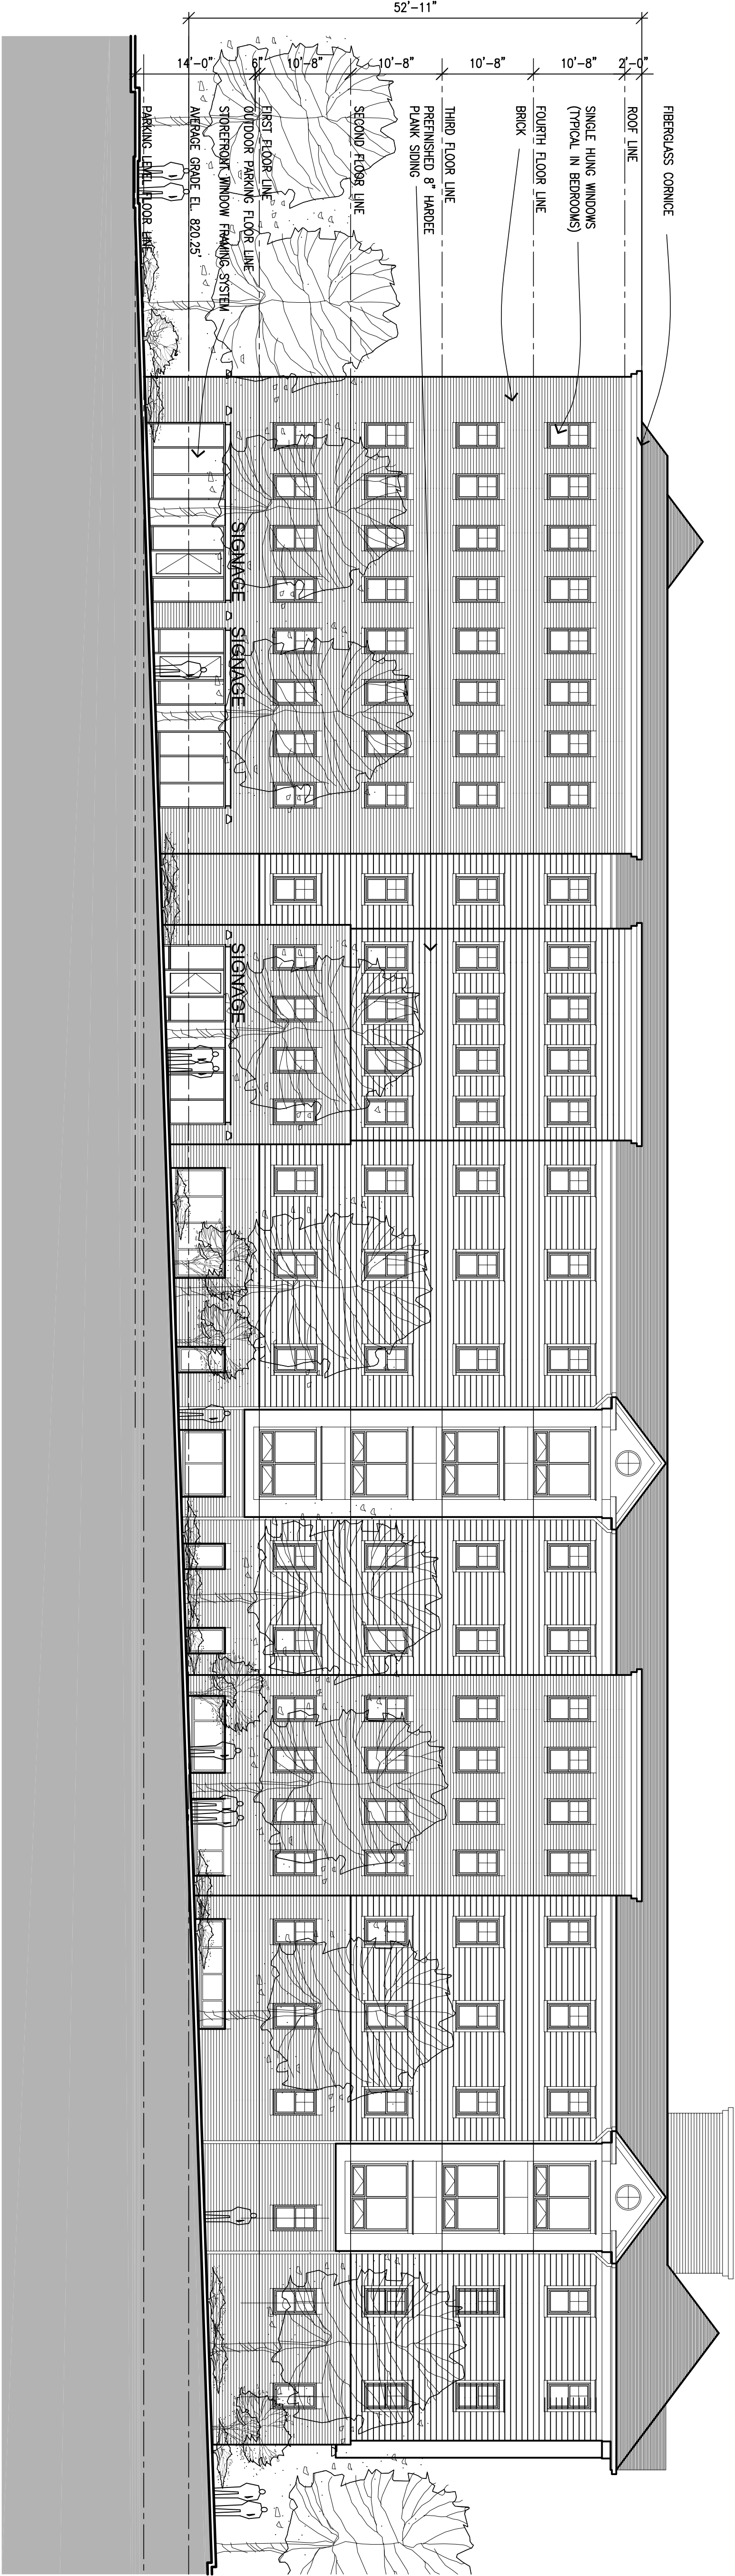 FIBERGLASS CORNICE
ROOF LINE
SINGLE HUNG WINDOWS
(TYPICAL IN BEDROOMS)
FOURTH FLOOR LINE
BRICK
THIRD FLOOR LINE
PREFINISHED 8" HARDEE
PLANK SIDING
SECOND FLOOR LINE
FIRST FLOOR LINE
OUTDOOR PARKING FLOOR LINE
STOREFRONT WINDOW FRAMING SYSTEM
AVERAGE GRADE EL. 820.25'
PARKING LEVEL FLOOR LINE
52'-11"
2'-0"
10'-8"
10'-8"
10'-8"
10'-8"
6"
14'-0"
SIGNAGE
SIGNAGE
SIGNAGE